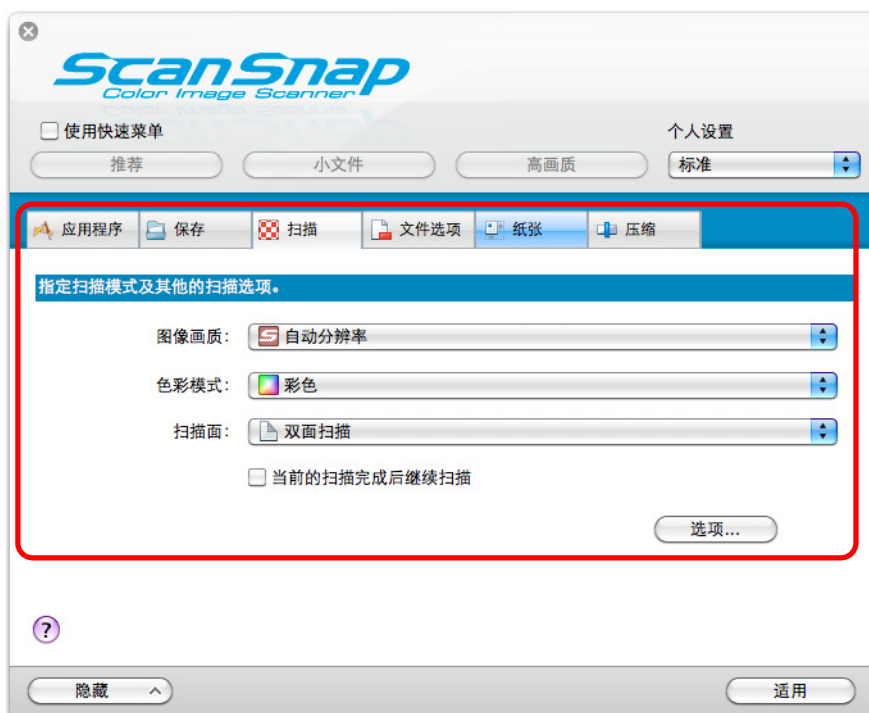 ScanSnap
Color Image Scanner
使用快速菜单
个人设置
推荐 小文件 高画质 标准
应用程序 保存 扫描 文件选项 纸张 压缩
指定扫描模式及其他的扫描选项。
图像画质: 自动分辨率
色彩模式: 彩色
扫描面: 双面扫描
当前的扫描完成后继续扫描
选项...
?
隐藏 适用